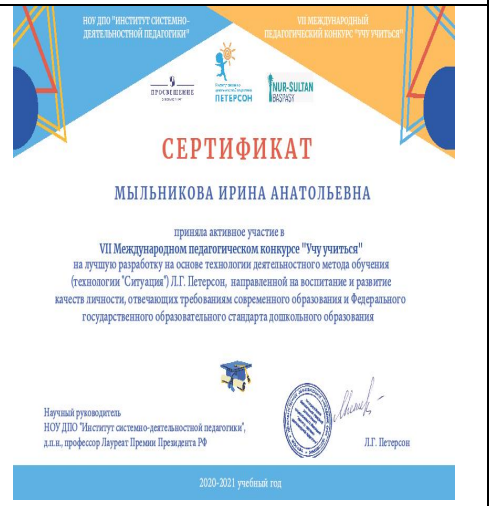 НОУ ДПО "ИНСТИТУТ СИСТЕМНО-
ДЕЯТЕЛЬНОСТНОЙ ПЕДАГОГИКИ"
VII МЕЖДУНАРОДНЫЙ
ПЕДАГОГИЧЕСКИЙ КОНКУРС "УЧУ УЧИТЬСЯ"
ПРОСВЕЩЕНИЕ
ПЕТЕРСОН
NUR-SULTAN
BASPASY
СЕРТИФИКАТ
МЫЛЬНИКОВА ИРИНА АНАТОЛЬЕВНА
приняла активное участие в
VII Международном педагогическом конкурсе "Учу учиться"
на лучшую разработку на основе технологии деятельностного метода обучения
(технологии "Ситуация") Л.Г. Петерсон, направленной на воспитание и развитие
качеств личности, отвечающих требованиям современного образования и Федерального
государственного образовательного стандарта дошкольного образования
Научный руководитель
НОУ ДПО "Институт системно-деятельностной педагогики",
д.п.н., профессор Лауреат Премии Президента РФ
Л.Г. Петерсон
2020-2021 учебный год